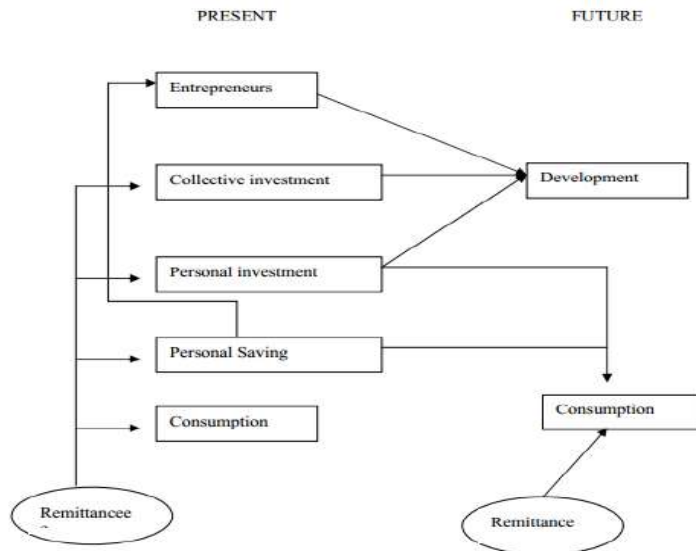 PRESENT FUTURE
Entrepreneurs
Collective investment
Development
Personal investment
Personal Saving
Consumption
Consumption
Remittancee
Remittance